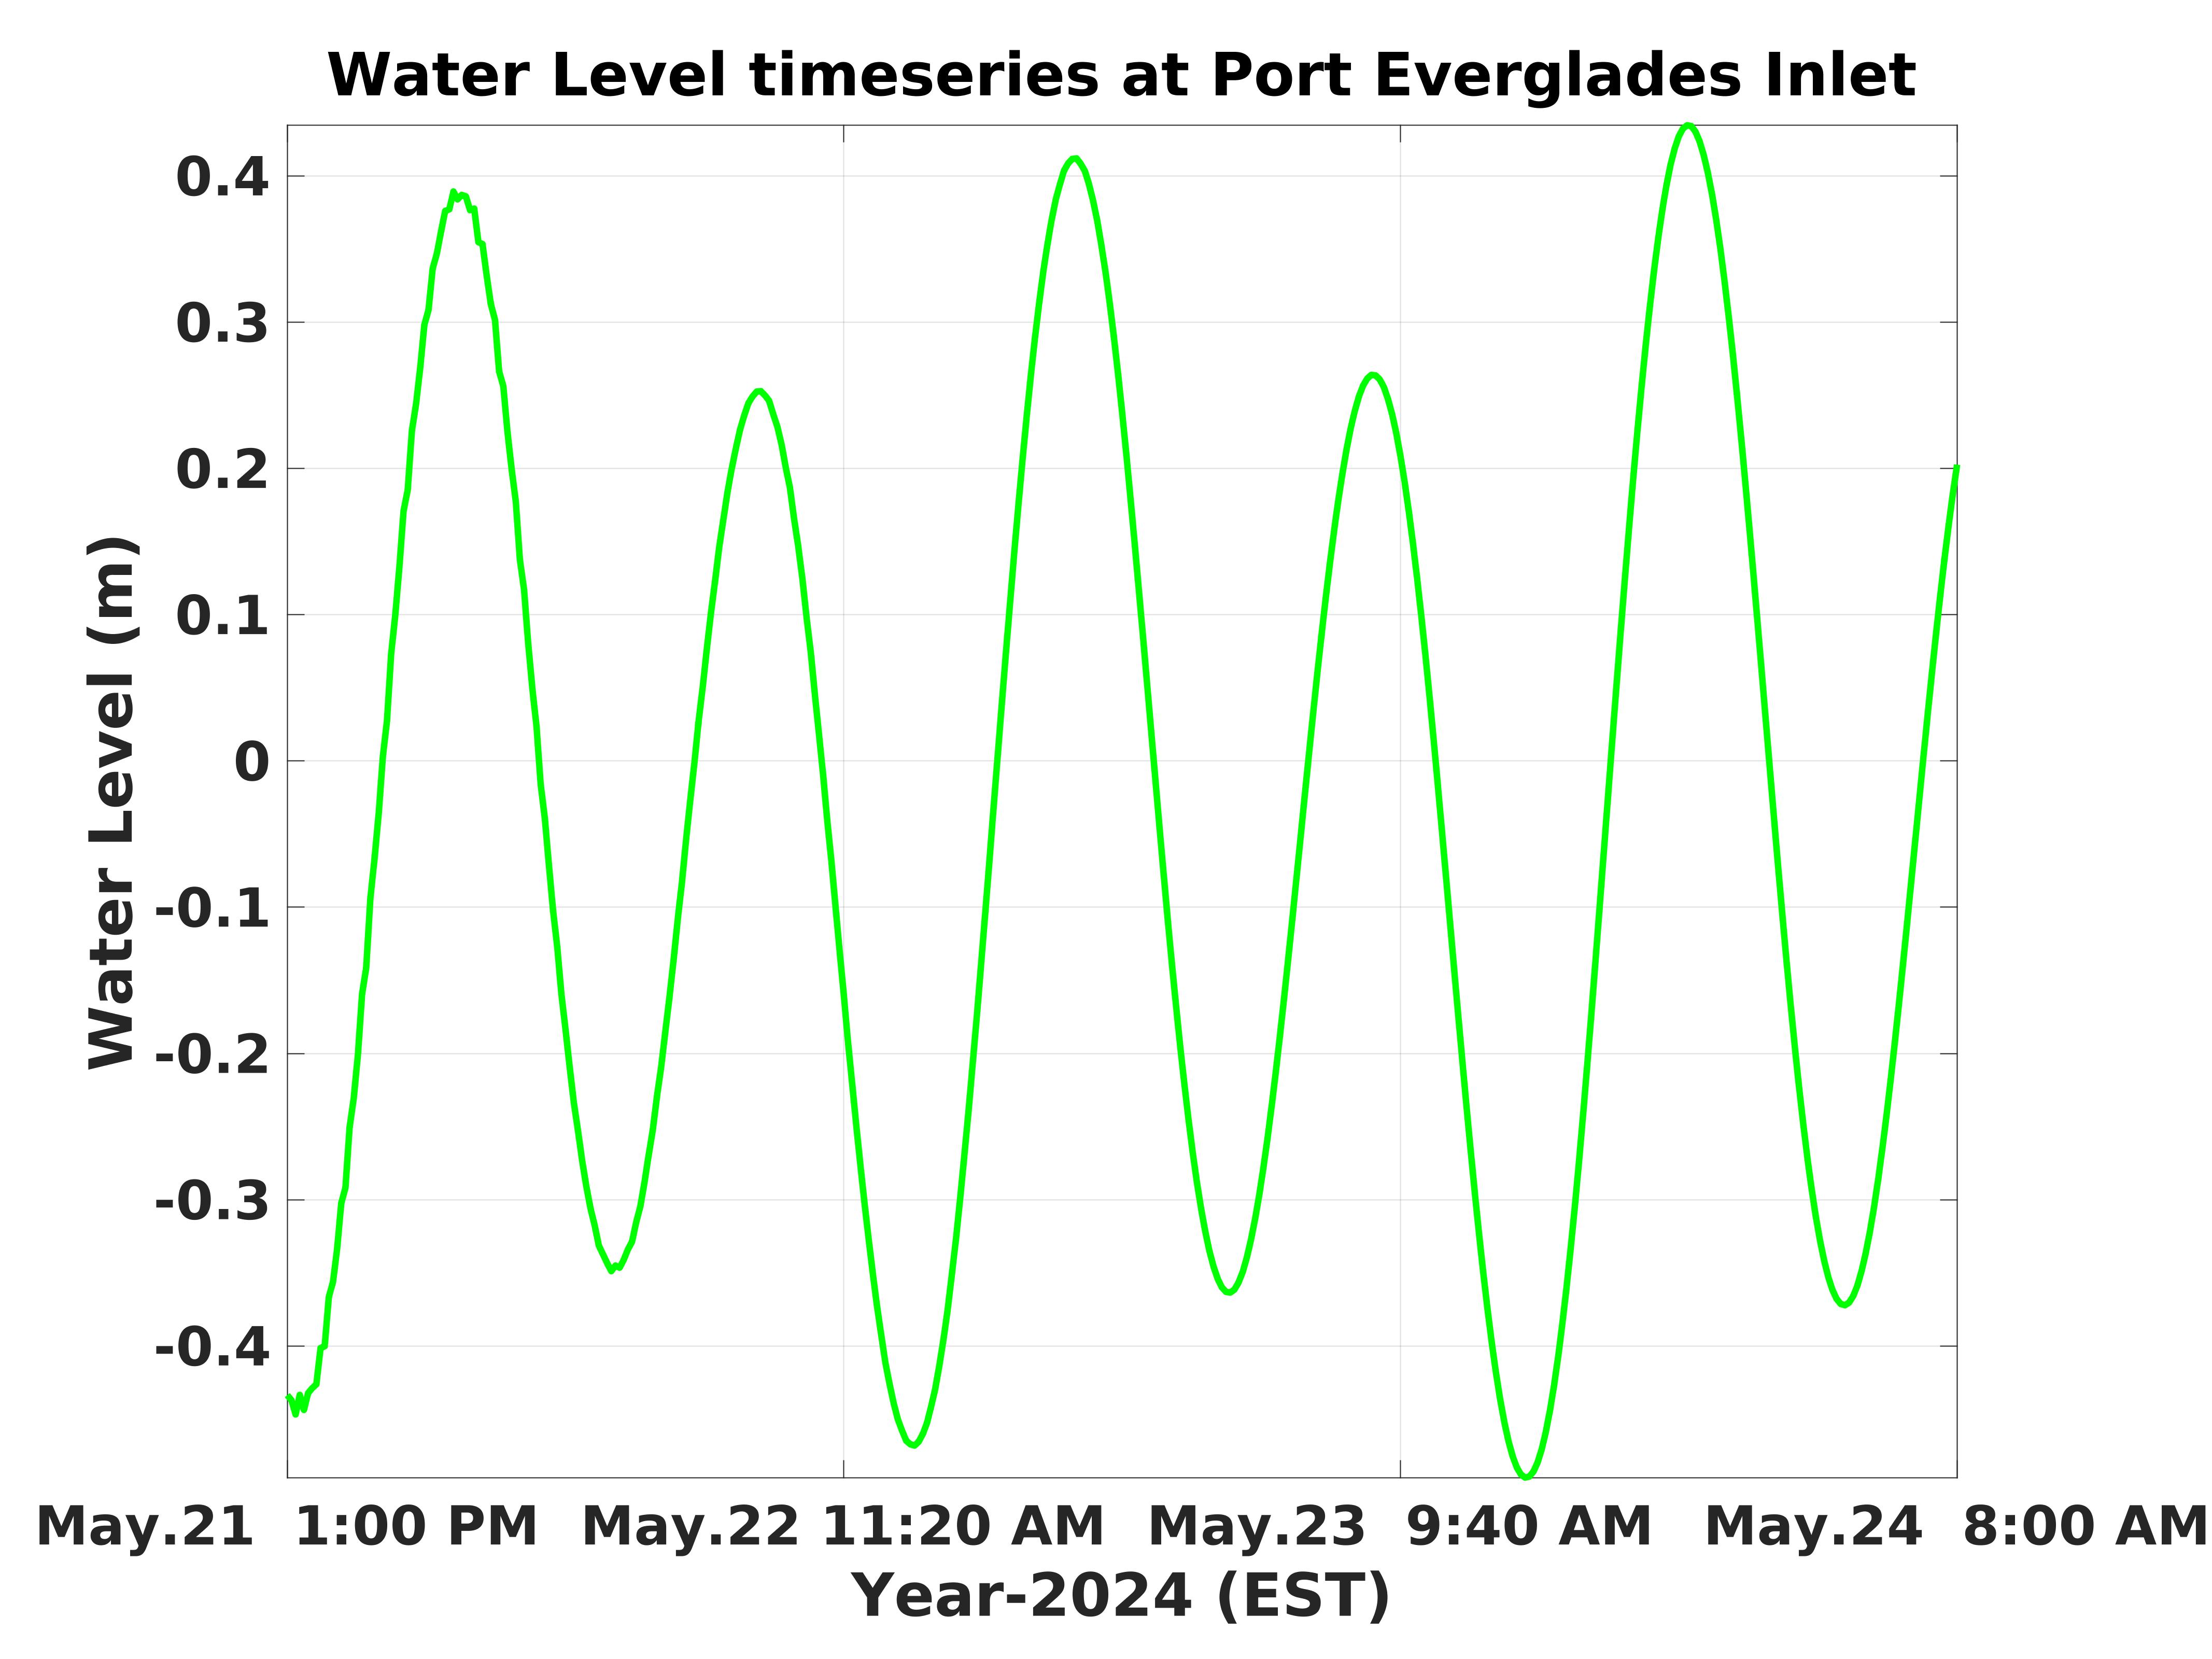 Water Level timeseries at Port Everglades Inlet
Water Level (m)
0.4
0.3
0.2
0.1
0
-0.1
-0.2
-0.3
-0.4
May.21 1:00 PM May.22 11:20 AM May.23 9:40 AM May.24 8:00 AM
Year-2024 (EST)